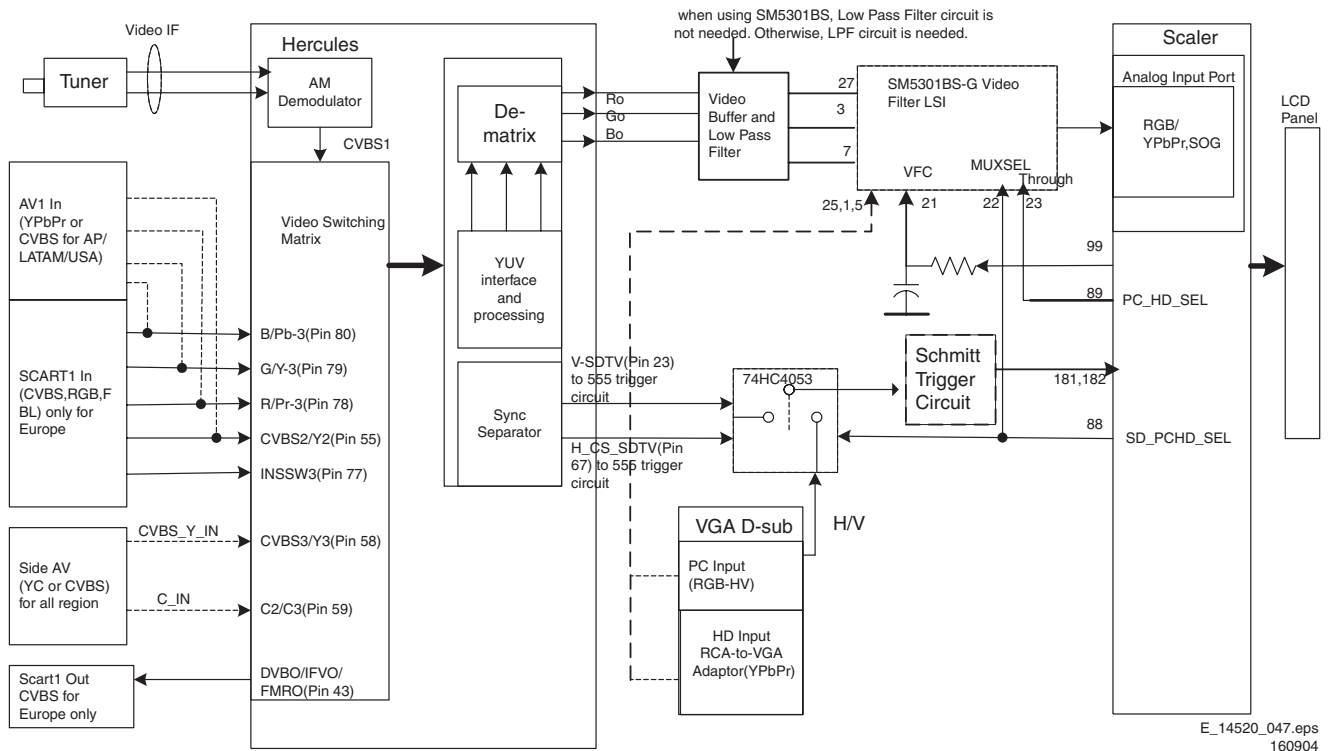 when using SM5301BS, Low Pass Filter circuit is
not needed. Otherwise, LPF circuit is needed.
Video IF
Tuner
Hercules
AM
Demodulator
CVBS1
Video Switching
Matrix
AV1 In
(YPbPr or
CVBS for AP/
LATAM/USA)
SCART1 In
(CVBS,RGB,F
BL) only for
Europe
B/Pb-3(Pin 80)
G/Y-3(Pin 79)
R/Pr-3(Pin 78)
CVBS2/Y2(Pin 55)
INSSW3(Pin 77)
Side AV
(YC or CVBS)
for all region
CVBS_Y_IN
CVBS3/Y3(Pin 58)
C_IN
C2/C3(Pin 59)
Scart1 Out
CVBS for
Europe only
DVBO/IFVO/
FMRO(Pin 43)
De-
matrix
YUV
interface
and
processing
Sync
Separator
Ro
Go
Bo
Video
Buffer and
Low Pass
Filter
27
3
7
SM5301BS-G Video
Filter LSI
VFC
MUXSEL
Through
25,1,5
21
22
23
V-SDTV(Pin 23)
to 555 trigger
circuit
H_CS_SDTV(Pin
67) to 555 trigger
circuit
74HC4053
Schmitt
Trigger
Circuit
VGA D-sub
H/V
PC Input
(RGB-HV)
HD Input
RCA-to-VGA
Adaptor(YPbPr)
Scaler
Analog Input Port
RGB/
YPbPr,SOG
99
89
PC_HD_SEL
181,182
88
SD_PCHD_SEL
LCD
Panel
E_14520_047.eps
160904